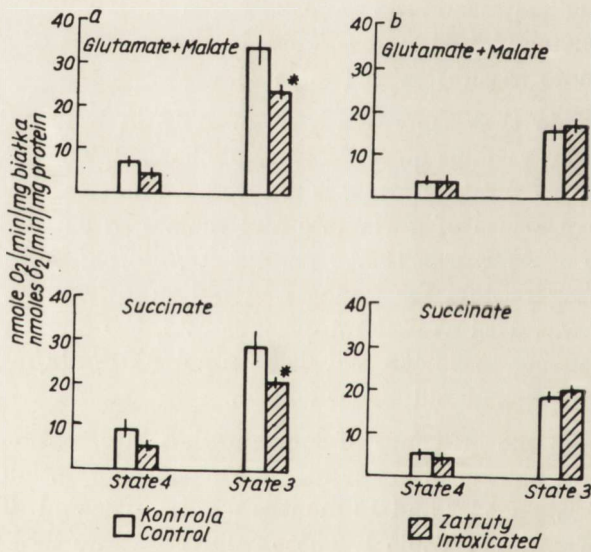 a
Glutamate+Malate
40
30
20
10
*
b
Glutamate+Malate
40
30
20
10
nmole O2/min/mg białka
nmoles O2/min/mg protein
Succinate
40
30
20
10
*
State 4
State 3
Succinate
40
30
20
10
State 4
State 3
Kontrola
Control
Zatruty
Intoxicated